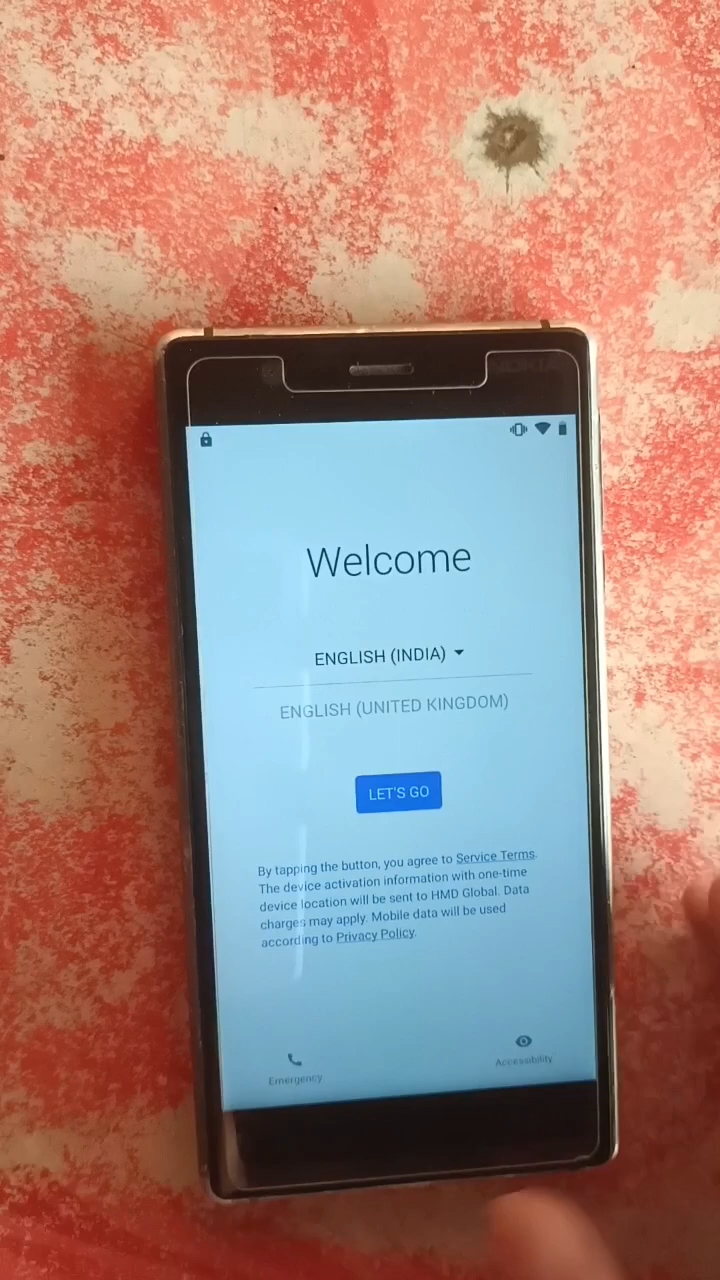 NOKIA
Welcome
ENGLISH (INDIA)
ENGLISH (UNITED KINGDOM)
LET'S GO
By tapping the button, you agree to Service Terms.
The device activation information with one-time
device location will be sent to HMD Global. Data
charges may apply. Mobile data will be used
according to Privacy Policy.
Emergency
Accessibility